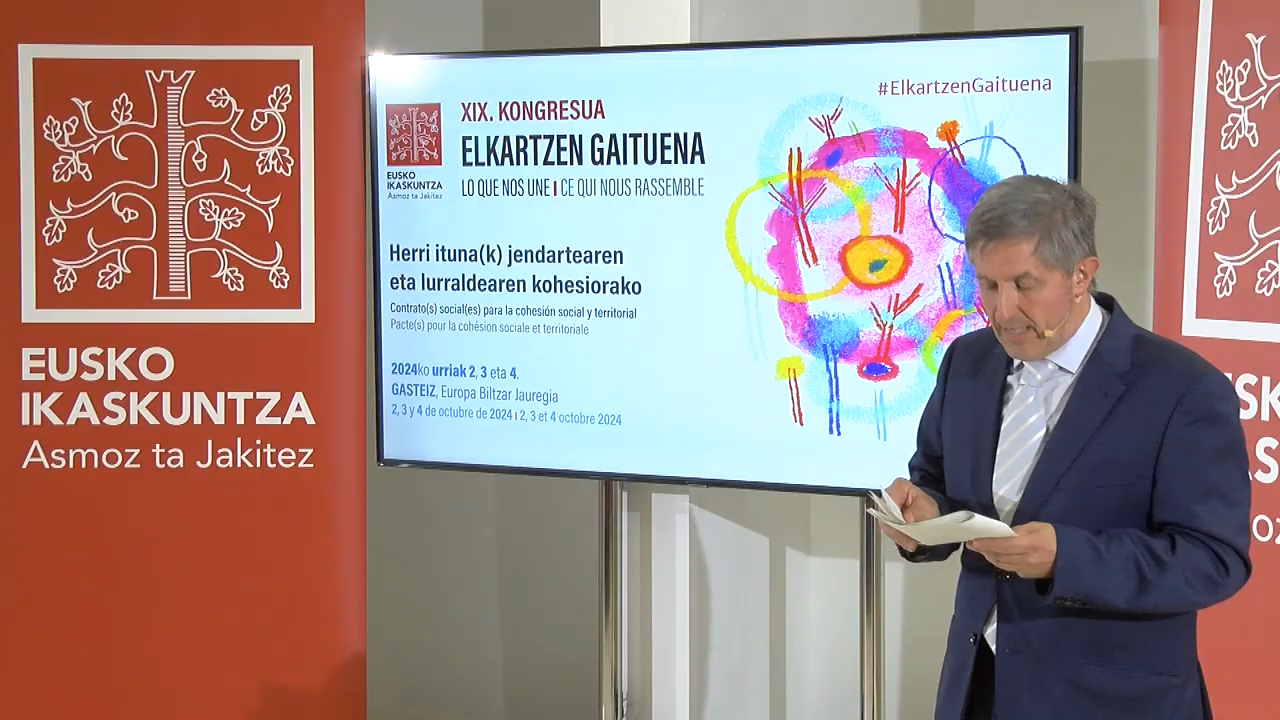 EUSKO
IKASKUNTZA
Asmoz ta Jakitez
#ElkartzenGaituena
XIX. KONGRESUA
ELKARTZEN GAITUENA
LO QUE NOS UNE | CE QUI NOUS RASSEMBLE
EUSKO
IKASKUNTZA
Asmoz ta Jakitez
Herri ituna(k) jendartearen
eta lurraldearen kohesiorako
Contrato(s) social(es) para la cohesión social y territorial
Pacte(s) pour la cohésion sociale et territoriale
2024ko urriak 2, 3 eta 4.
GASTEIZ, Europa Biltzar Jauregia
2, 3 y 4 de octubre de 2024 | 2, 3 et 4 octobre 2024